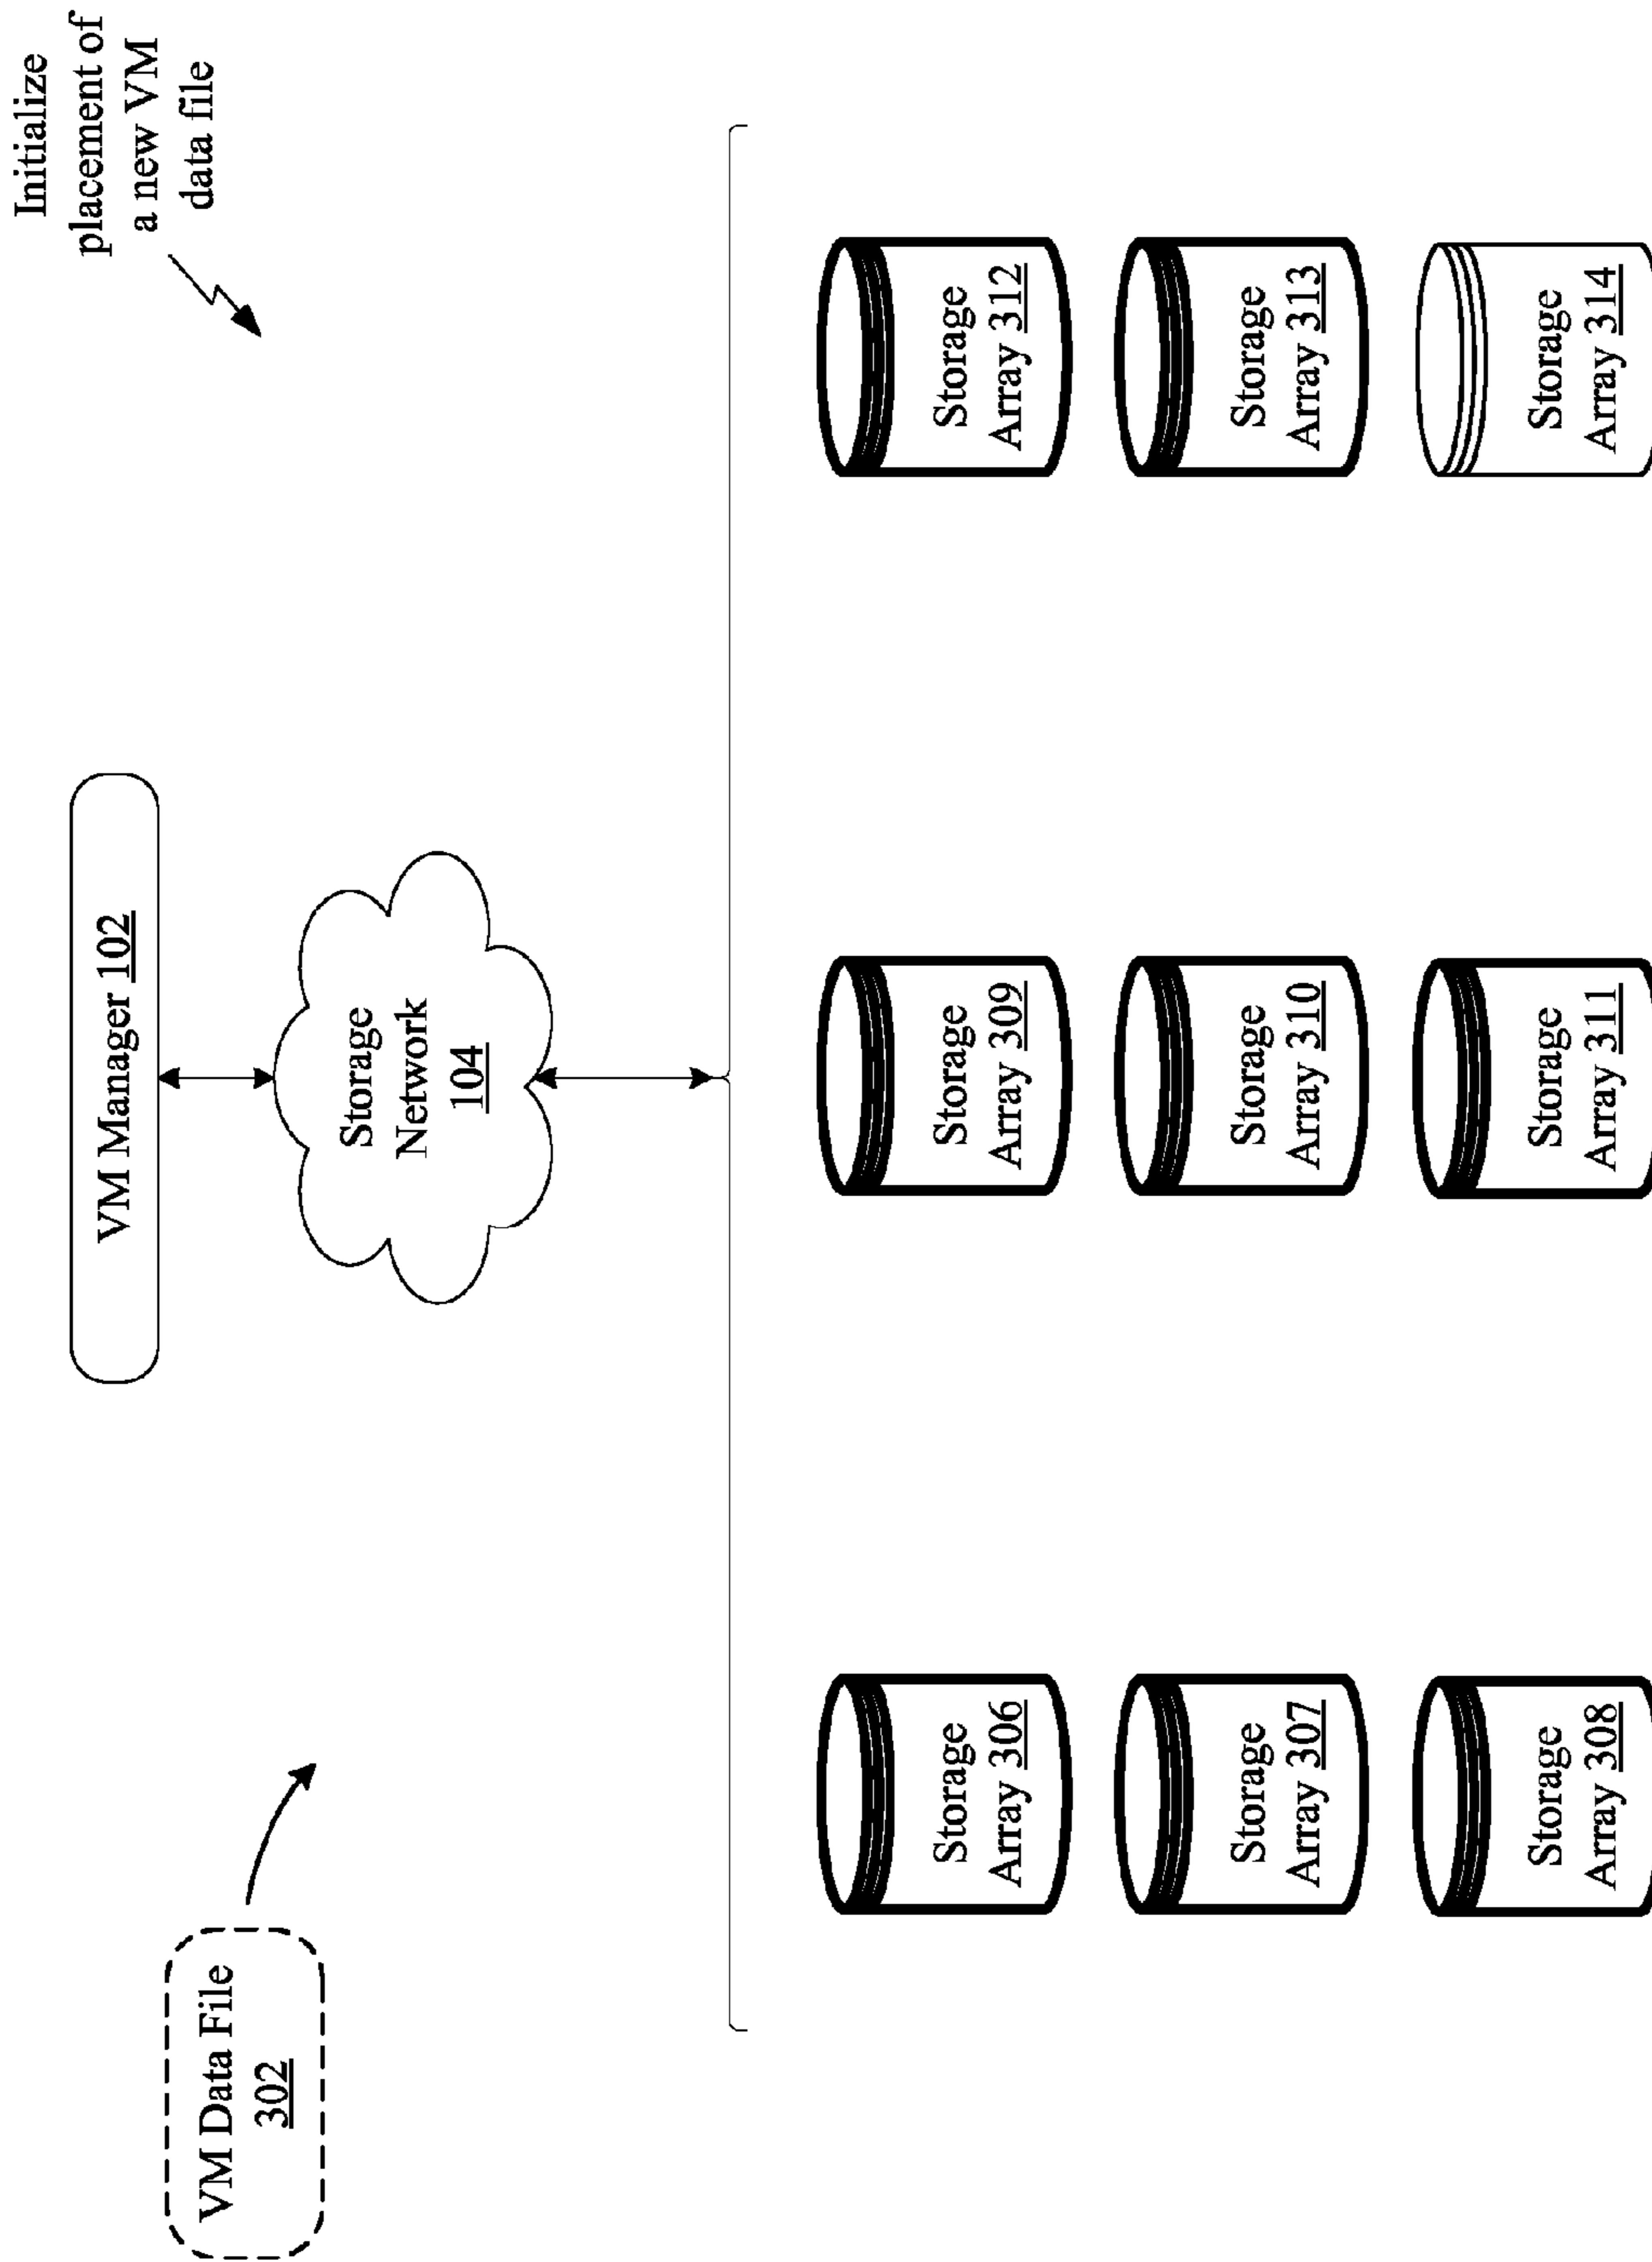 Initialize
placement of
a new VM
data file
VM Manager 102
VM Data File
302
Storage
Network
104
Storage
Array 306
Storage
Array 309
Storage
Array 312
Storage
Array 307
Storage
Array 310
Storage
Array 313
Storage
Array 308
Storage
Array 311
Storage
Array 314